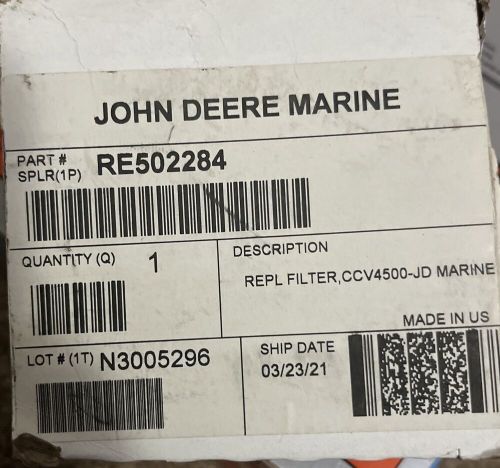 JOHN DEERE MARINE
PART #
SPLR(1P) RE502284
QUANTITY (Q) 1
DESCRIPTION
REPL FILTER,CCV4500-JD MARINE
MADE IN US
LOT # (1T) N3005296
SHIP DATE
03/23/21